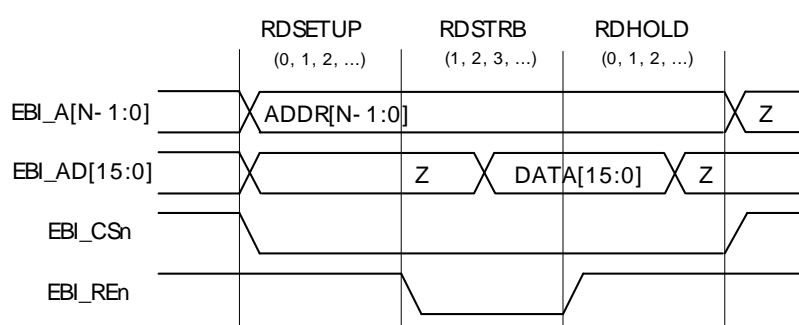 RDSETUP RDSTRB RDHOLD
(0, 1, 2, ...) (1, 2, 3, ...) (0, 1, 2, ...)
EBI_A[N-1:0] ADDR[N-1:0] Z
EBI_AD[15:0] Z DATA[15:0] Z
EBI_CSn
EBI_REn